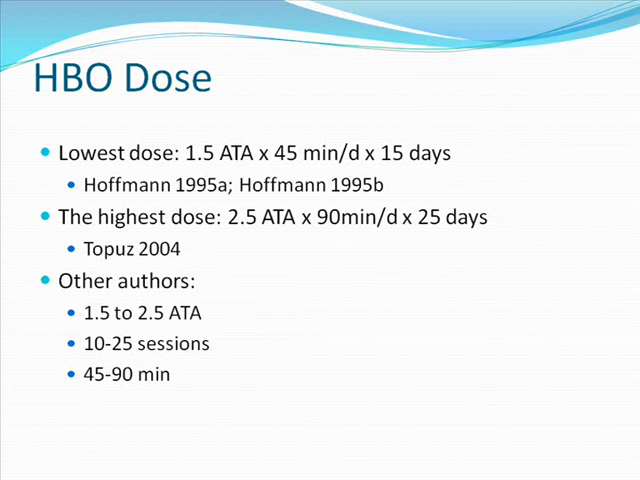 HBO Dose
Lowest dose: 1.5 ATA x 45 min/d x 15 days
Hoffmann 1995a; Hoffmann 1995b
The highest dose: 2.5 ATA x 90min/d x 25 days
Topuz 2004
Other authors:
1.5 to 2.5 ATA
10-25 sessions
45-90 min